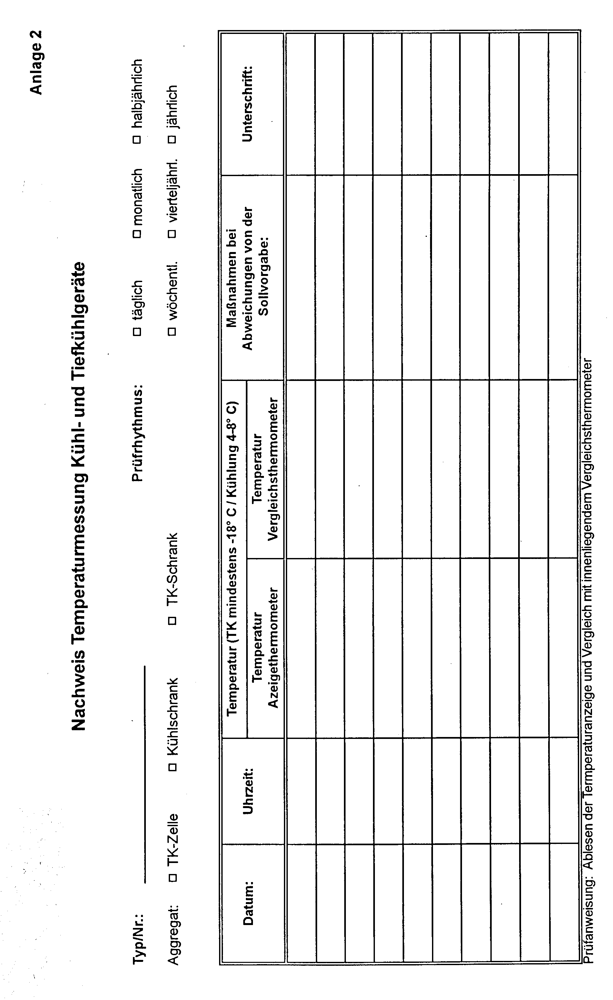 Anlage 2
Nachweis Temperaturmessung Kühl- und Tiefkühlgeräte
Typ/Nr.: Prüfrhythmus: □ täglich □ monatlich □ halbjährlich
Aggregat: □ TK-Zelle □ Kühlschrank □ TK-Schrank □ wöchentl. □ vierteljährl. □ jährlich
Datum:
Uhrzeit:
Temperatur (TK mindestens -18° C / Kühlung 4-8° C)
Temperatur
Azeigethermometer
Temperatur
Vergleichsthermometer
Maßnahmen bei
Abweichungen von der
Sollvorgabe:
Unterschrift:
Prüfanweisung: Ablesen der Termperaturanzeige und Vergleich mit innenliegendem Vergleichsthermometer